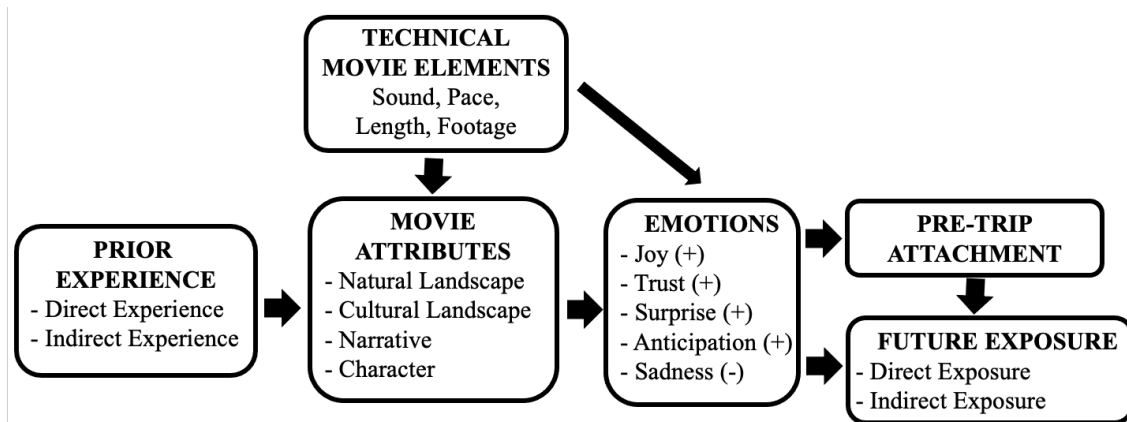 TECHNICAL
MOVIE ELEMENTS
Sound, Pace,
Length, Footage
PRIOR
EXPERIENCE
- Direct Experience
- Indirect Experience
MOVIE
ATTRIBUTES
- Natural Landscape
- Cultural Landscape
- Narrative
- Character
EMOTIONS
- Joy (+)
- Trust (+)
- Surprise (+)
- Anticipation (+)
- Sadness (-)
PRE-TRIP
ATTACHMENT
FUTURE EXPOSURE
- Direct Exposure
- Indirect Exposure